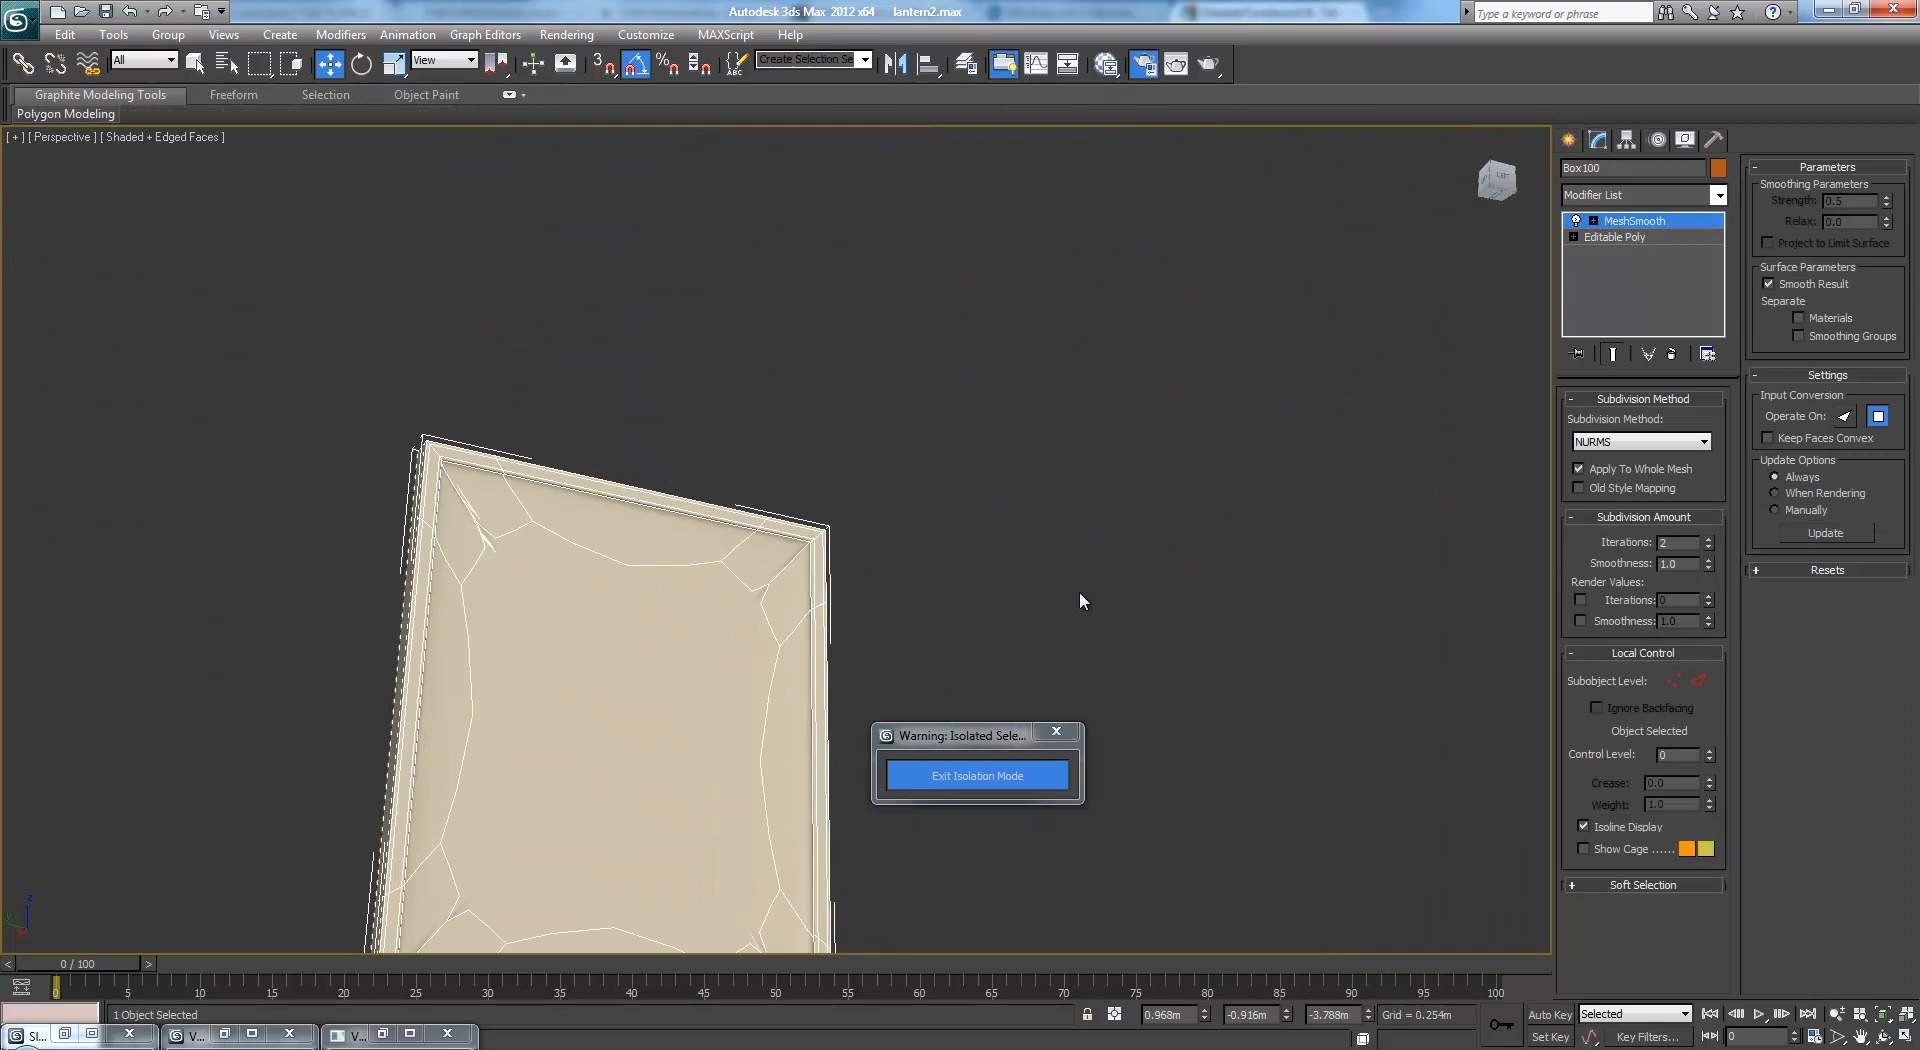 Autodesk 3ds Max 2012 x64 lantern2.max
Type a keyword or phrase
Edit Tools Group Views Create Modifiers Animation Graph Editors Rendering Customize MAXScript Help
All View Create Selection Se
Graphite Modeling Tools Freeform Selection Object Paint
Polygon Modeling
[ + ] [ Perspective ] [ Shaded + Edged Faces ]
LEFT
Box100
Modifier List
MeshSmooth
Editable Poly
Subdivision Method
Subdivision Method:
NURMS
Apply To Whole Mesh
Old Style Mapping
Subdivision Amount
Iterations: 2
Smoothness: 1.0
Render Values:
Iterations: 0
Smoothness: 1.0
Local Control
Subobject Level:
Ignore Backfacing
Object Selected
Control Level: 0
Crease: 0.0
Weight: 1.0
Isoline Display
Show Cage ......
Soft Selection
Parameters
Smoothing Parameters
Strength: 0.5
Relax: 0.0
Project to Limit Surface
Surface Parameters
Smooth Result
Separate
Materials
Smoothing Groups
Settings
Input Conversion
Operate On:
Keep Faces Convex
Update Options
Always
When Rendering
Manually
Update
Resets
Warning: Isolated Sele...
Exit Isolation Mode
z
0 / 100
0 5 10 15 20 25 30 35 40 45 50 55 60 65 70 75 80 85 90 95 100
1 Object Selected
0.968m -0.916m -3.788m Grid = 0.254m
Auto Key Selected
Set Key Key Filters... 0
V... V...